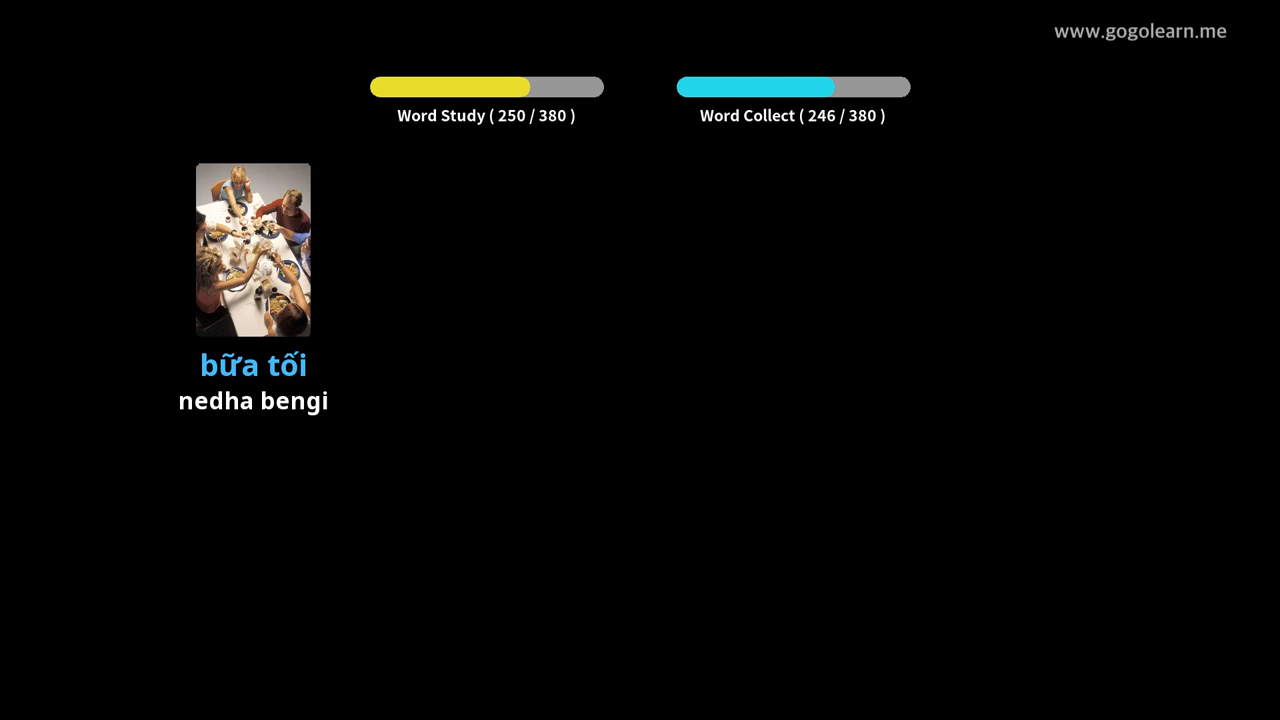 www.gogolearn.me
Word Study ( 250 / 380 )
Word Collect ( 246 / 380 )
bữa tối
nedha bengi